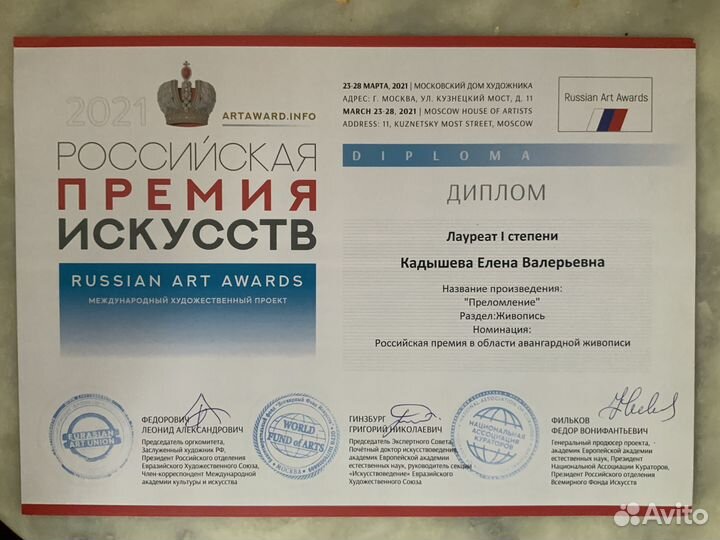 2021
ARTAWARD.INFO
РОССИЙСКАЯ
ПРЕМИЯ
ИСКУССТВ
RUSSIAN ART AWARDS
МЕЖДУНАРОДНЫЙ ХУДОЖЕСТВЕННЫЙ ПРОЕКТ
23-28 МАРТА, 2021 | МОСКОВСКИЙ ДОМ ХУДОЖНИКА
АДРЕС: Г. МОСКВА, УЛ. КУЗНЕЦКИЙ МОСТ, Д. 11
MARCH 23-28, 2021 | MOSCOW HOUSE OF ARTISTS
ADDRESS: 11, KUZNETSKY MOST STREET, MOSCOW
Russian Art Awards
DIPLOMA
ДИПЛОМ
Лауреат I степени
Кадышева Елена Валерьевна
Название произведения:
"Преломление"
Раздел:Живопись
Номинация:
Российская премия в области авангардной живописи
EURASIAN
ARTUNION
ФЕДОРОВИЧ
ЛЕОНИД АЛЕКСАНДРОВИЧ
Председатель оргкомитета,
Заслуженный художник РФ,
Президент Российского отделения
Евразийского Художественного Союза,
Член-корреспондент Международной
академии культуры и искусства
WORLD
FUND of ARTS
МОСКВА
ГИНЗБУРГ
ГРИГОРИЙ НИКОЛАЕВИЧ
Председатель Экспертного Совета,
Почётный доктор искусствоведения,
академик Европейской академии
естественных наук, руководитель секции
«Искусствоведение» Евразийского
Художественного Союза
НАЦИОНАЛЬНАЯ
АССОЦИАЦИЯ
КУРАТОРОВ
ФИЛЬКОВ
ФЕДОР ВОНИФАНТЬЕВИЧ
Генеральный продюсер проекта,
академик Европейской академии
естественных наук, Президент
Национальной Ассоциации Кураторов,
Президент Российского отделения
Всемирного Фонда Искусств
Avito